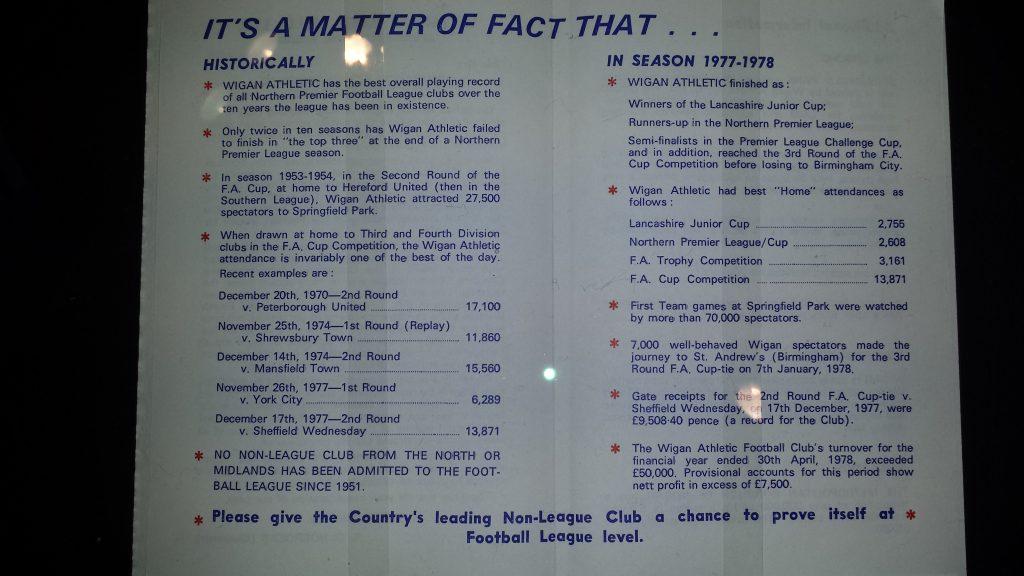 IT'S A MATTER OF FACT THAT . . .
HISTORICALLY
* WIGAN ATHLETIC has the best overall playing record
of all Northern Premier Football League clubs over the
ten years the league has been in existence.
* Only twice in ten seasons has Wigan Athletic failed
to finish in "the top three" at the end of a Northern
Premier League season.
* In season 1953-1954, in the Second Round of the
F.A. Cup, at home to Hereford United (then in the
Southern League), Wigan Athletic attracted 27,500
spectators to Springfield Park.
* When drawn at home to Third and Fourth Division
clubs in the F.A. Cup Competition, the Wigan Athletic
attendance is invariably one of the best of the day.
Recent examples are :
December 20th, 1970—2nd Round
v. Peterborough United ........ 17,100
November 25th, 1974—1st Round (Replay)
v. Shrewsbury Town ........ 11,860
December 14th, 1974—2nd Round
v. Mansfield Town ........ 15,560
November 26th, 1977—1st Round
v. York City ........ 6,289
December 17th, 1977—2nd Round
v. Sheffield Wednesday ........ 13,871
* NO NON-LEAGUE CLUB FROM THE NORTH OR
MIDLANDS HAS BEEN ADMITTED TO THE FOOT-
BALL LEAGUE SINCE 1951.
IN SEASON 1977-1978
* WIGAN ATHLETIC finished as :
Winners of the Lancashire Junior Cup;
Runners-up in the Northern Premier League;
Semi-finalists in the Premier League Challenge Cup,
and in addition, reached the 3rd Round of the F.A.
Cup Competition before losing to Birmingham City.
* Wigan Athletic had best "Home" attendances as
follows :
Lancashire Junior Cup ........ 2,755
Northern Premier League/Cup ........ 2,608
F.A. Trophy Competition ........ 3,161
F.A. Cup Competition ........ 13,871
* First Team games at Springfield Park were watched
by more than 70,000 spectators.
* 7,000 well-behaved Wigan spectators made the
journey to St. Andrew's (Birmingham) for the 3rd
Round F.A. Cup-tie on 7th January, 1978.
* Gate receipts for the 2nd Round F.A. Cup-tie v.
Sheffield Wednesday, on 17th December, 1977, were
£9,508·40 pence (a record for the Club).
* The Wigan Athletic Football Club's turnover for the
financial year ended 30th April, 1978, exceeded
£50,000. Provisional accounts for this period show
nett profit in excess of £7,500.
* Please give the Country's leading Non-League Club a chance to prove itself at *
Football League level.